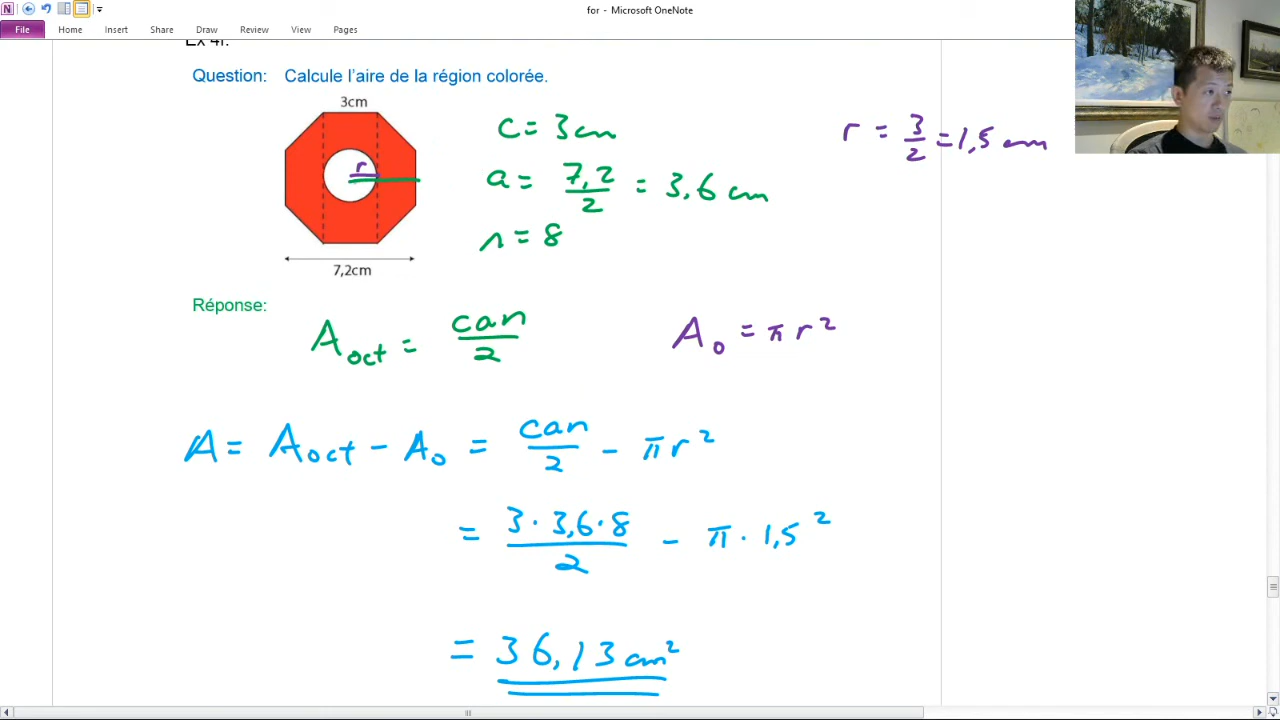 for - Microsoft OneNote
File Home Insert Share Draw Review View Pages
Question: Calcule l'aire de la région colorée.
3cm
r
7,2cm
c = 3 cm
a = 7,2/2 = 3,6 cm
n = 8
r = 3/2 = 1,5 cm
Réponse:
A_oct = can/2
A_o = π r²
A = A_oct - A_o = can/2 - π r²
= 3 · 3,6 · 8/2 - π · 1,5²
= 36,13 cm²